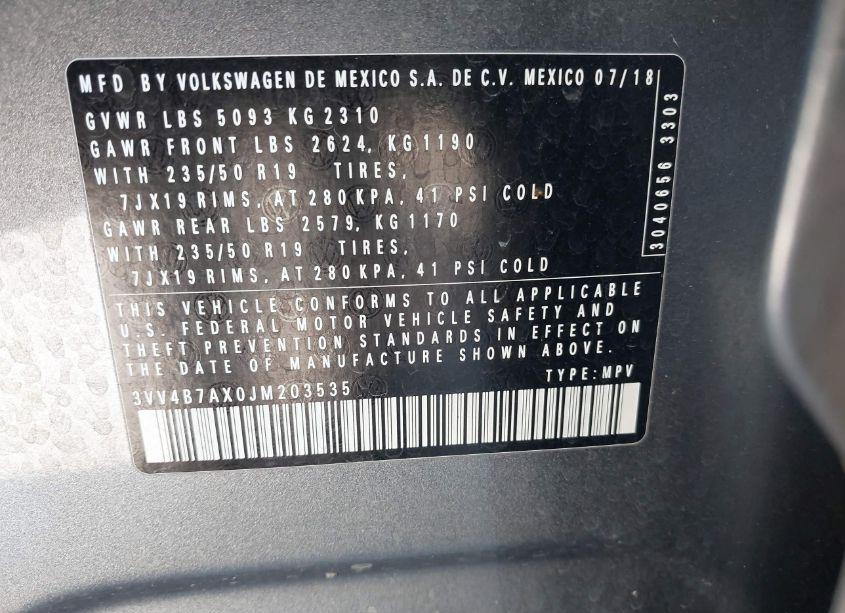 MFD BY VOLKSWAGEN DE MEXICO S.A. DE C.V. MEXICO 07/18
GVWR LBS 5093 KG 2310
GAWR FRONT LBS 2624, KG 1190
WITH 235/50 R19 TIRES,
7JX19 RIMS, AT 280 KPA, 41 PSI COLD
GAWR REAR LBS 2579, KG 1170
WITH 235/50 R19 TIRES,
7JX19 RIMS, AT 280 KPA, 41 PSI COLD
THIS VEHICLE CONFORMS TO ALL APPLICABLE
U.S. FEDERAL MOTOR VEHICLE SAFETY AND
THEFT PREVENTION STANDARDS IN EFFECT ON
THE DATE OF MANUFACTURE SHOWN ABOVE.
TYPE: MPV
3VV4B7AX0JM203535
3040656 3303